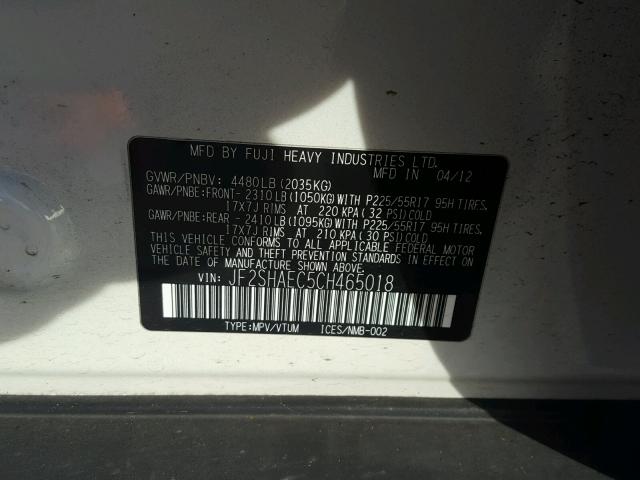 MFD BY FUJI HEAVY INDUSTRIES LTD.
MFD IN 04/12
GVWR/PNBV: 4480LB(2035KG)
GAWR/PNBE:FRONT-2310LB(1050KG)WITH P225/55R17 95H TIRES.
17X7J RIMS AT 220 KPA(32 PSI)COLD
GAWR/PNBE:REAR -2410LB(1095KG)WITH P225/55R17 95H TIRES.
17X7J RIMS AT 210 KPA(30 PSI)COLD
THIS VEHICLE CONFORMS TO ALL APPLICABLE FEDERAL MOTOR
VEHICLE SAFETY AND THEFT PREVENTION STANDARDS IN EFFECT ON
THE DATE OF MANUFACTURE SHOWN ABOVE.
VIN: JF2SHAEC5CH465018
TYPE:MPV/VTUM ICES/NMB-002